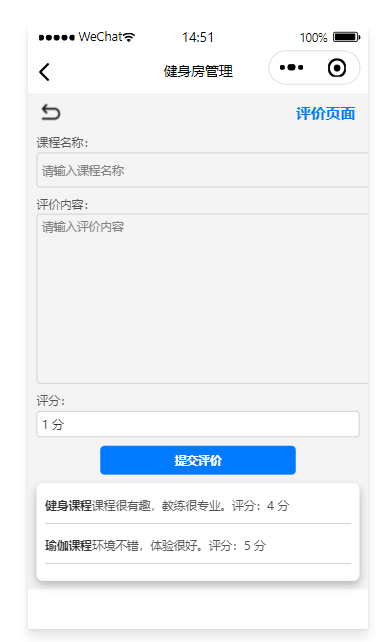 WeChat 14:51 100%
健身房管理
评价页面
课程名称:
请输入课程名称
评价内容:
请输入评价内容
评分:
1 分
提交评价
健身课程课程很有趣，教练很专业。评分：4 分
瑜伽课程环境不错，体验很好。评分：5 分